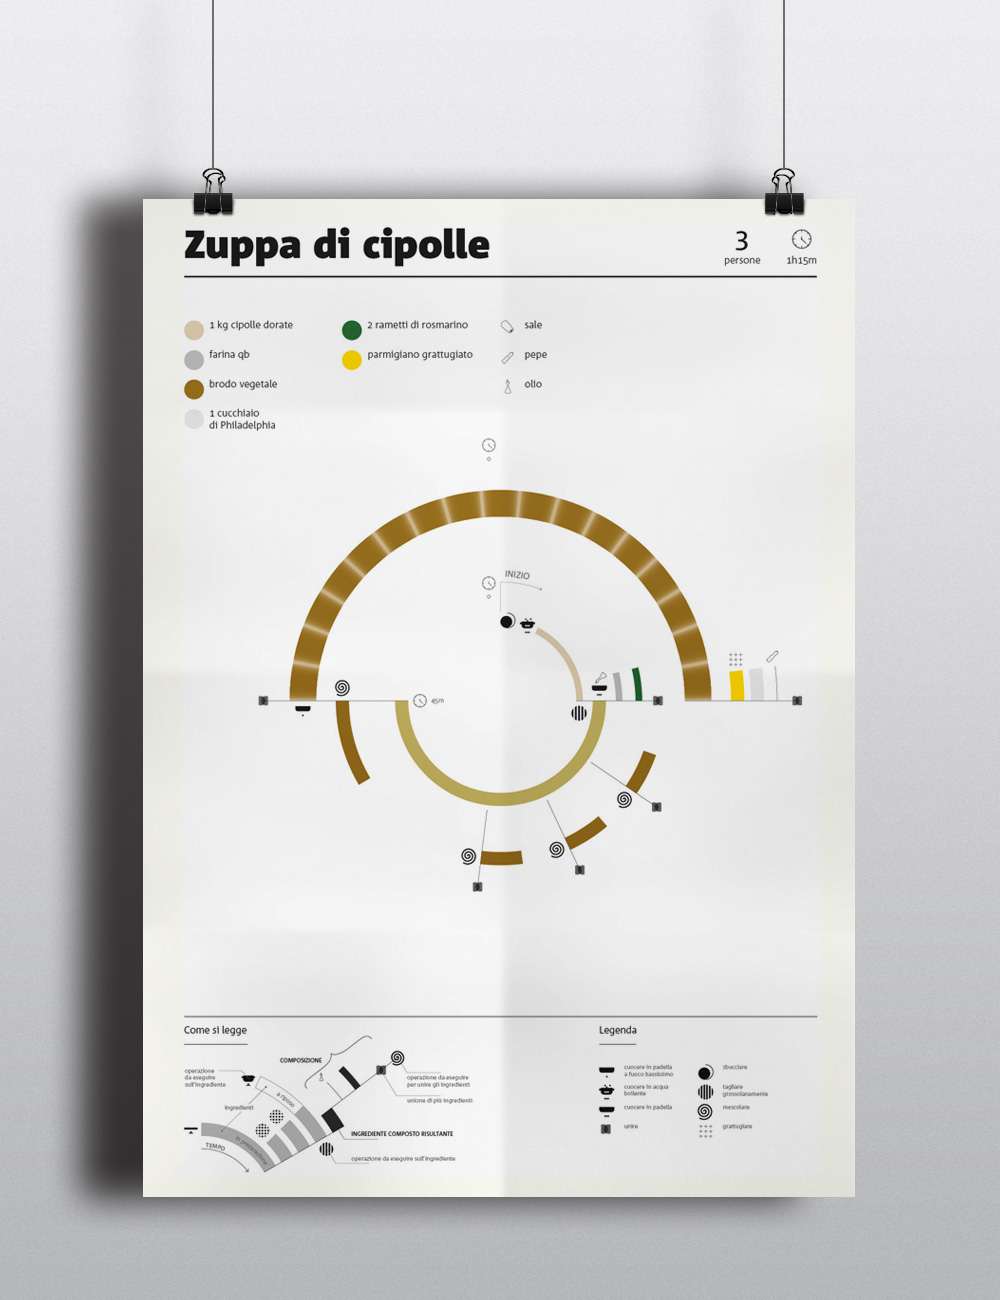 Zuppa di cipolle
3
persone
1h15m
1 kg cipolle dorate
farina qb
brodo vegetale
1 cucchiaio
di Philadelphia
2 rametti di rosmarino
parmigiano grattugiato
sale
pepe
olio
0
INIZIO
0
45m
Come si legge
COMPOSIZIONE
operazione
da eseguire
sull'ingrediente
ingredienti
a riposo
in preparazione
TEMPO
operazione da eseguire
per unire gli ingredienti
unione di più ingredienti
INGREDIENTE COMPOSTO RISULTANTE
operazione da eseguire sull'ingrediente
Legenda
cuocere in padella
a fuoco bassissimo
cuocere in acqua
bollente
cuocere in padella
unire
sbucciare
tagliare
grossolanamente
mescolare
grattugiare